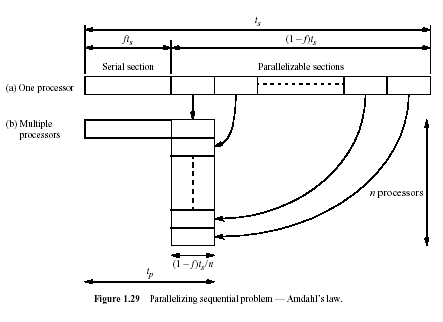 t_s
ft_s
(1−f)t_s
Serial section
Parallelizable sections
(a) One processor
(b) Multiple
processors
n processors
(1−f)t_s/n
t_p
Figure 1.29 Parallelizing sequential problem — Amdahl's law.